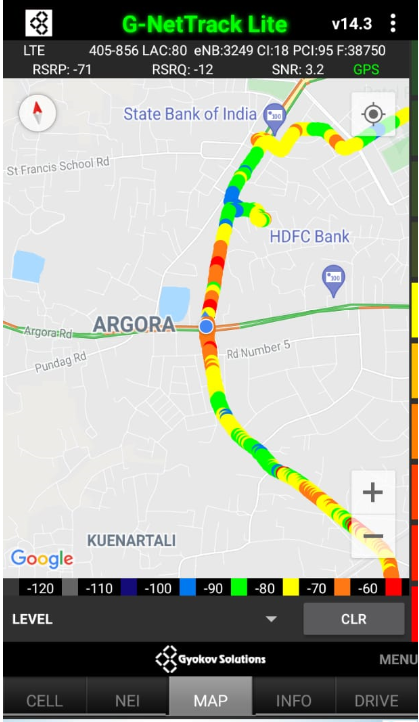 G-NetTrack Lite v14.3
LTE 405-856 LAC:80 eNB:3249 CI:18 PCI:95 F:38750
RSRP: -71 RSRQ: -12 SNR: 3.2 GPS
State Bank of India
St Francis School Rd
HDFC Bank
ARGORA
Argora Rd
Rd Number 5
Pundag Rd
KUENARTALI
Google
-120 -110 -100 -90 -80 -70 -60
LEVEL CLR
Gyokov Solutions MENU
CELL NEI MAP INFO DRIVE